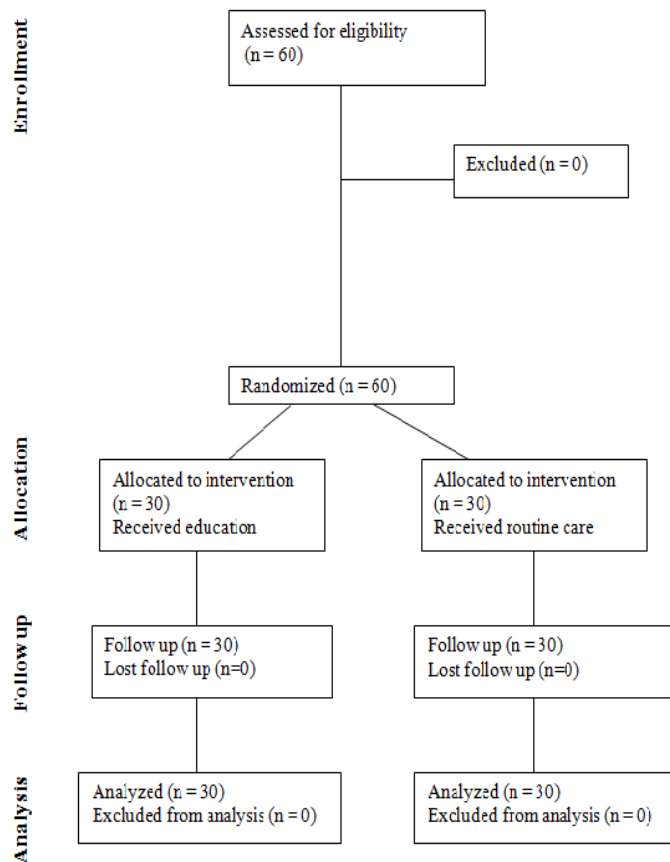 Enrollment
Assessed for eligibility
(n = 60)
Excluded (n = 0)
Randomized (n = 60)
Allocation
Allocated to intervention
(n = 30)
Received education
Allocated to intervention
(n = 30)
Received routine care
Follow up
Follow up (n = 30)
Lost follow up (n=0)
Follow up (n = 30)
Lost follow up (n=0)
Analysis
Analyzed (n = 30)
Excluded from analysis (n = 0)
Analyzed (n = 30)
Excluded from analysis (n = 0)